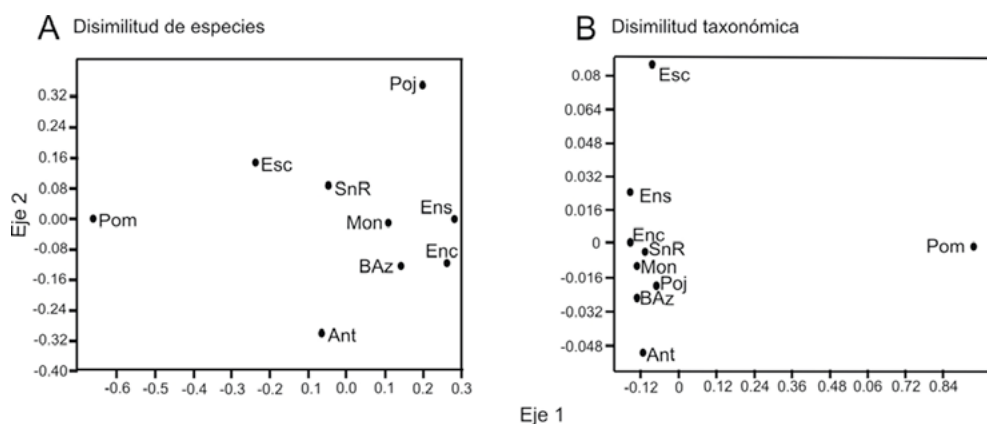 A Disimilitud de especies
Poj
Esc
SnR
Ens
Pom
Mon
Enc
BAz
Ant
0.32
0.24
0.16
0.08
0.00
-0.08
-0.16
-0.24
-0.32
-0.40
Eje 2
-0.6 -0.5 -0.4 -0.3 -0.2 -0.1 0.0 0.1 0.2 0.3
B Disimilitud taxonómica
Esc
Ens
Enc
SnR
Pom
Mon
Poj
BAz
Ant
0.08
0.064
0.048
0.032
0.016
0
-0.016
-0.026
-0.048
-0.12 0 0.12 0.24 0.36 0.48 0.06 0.72 0.84
Eje 1